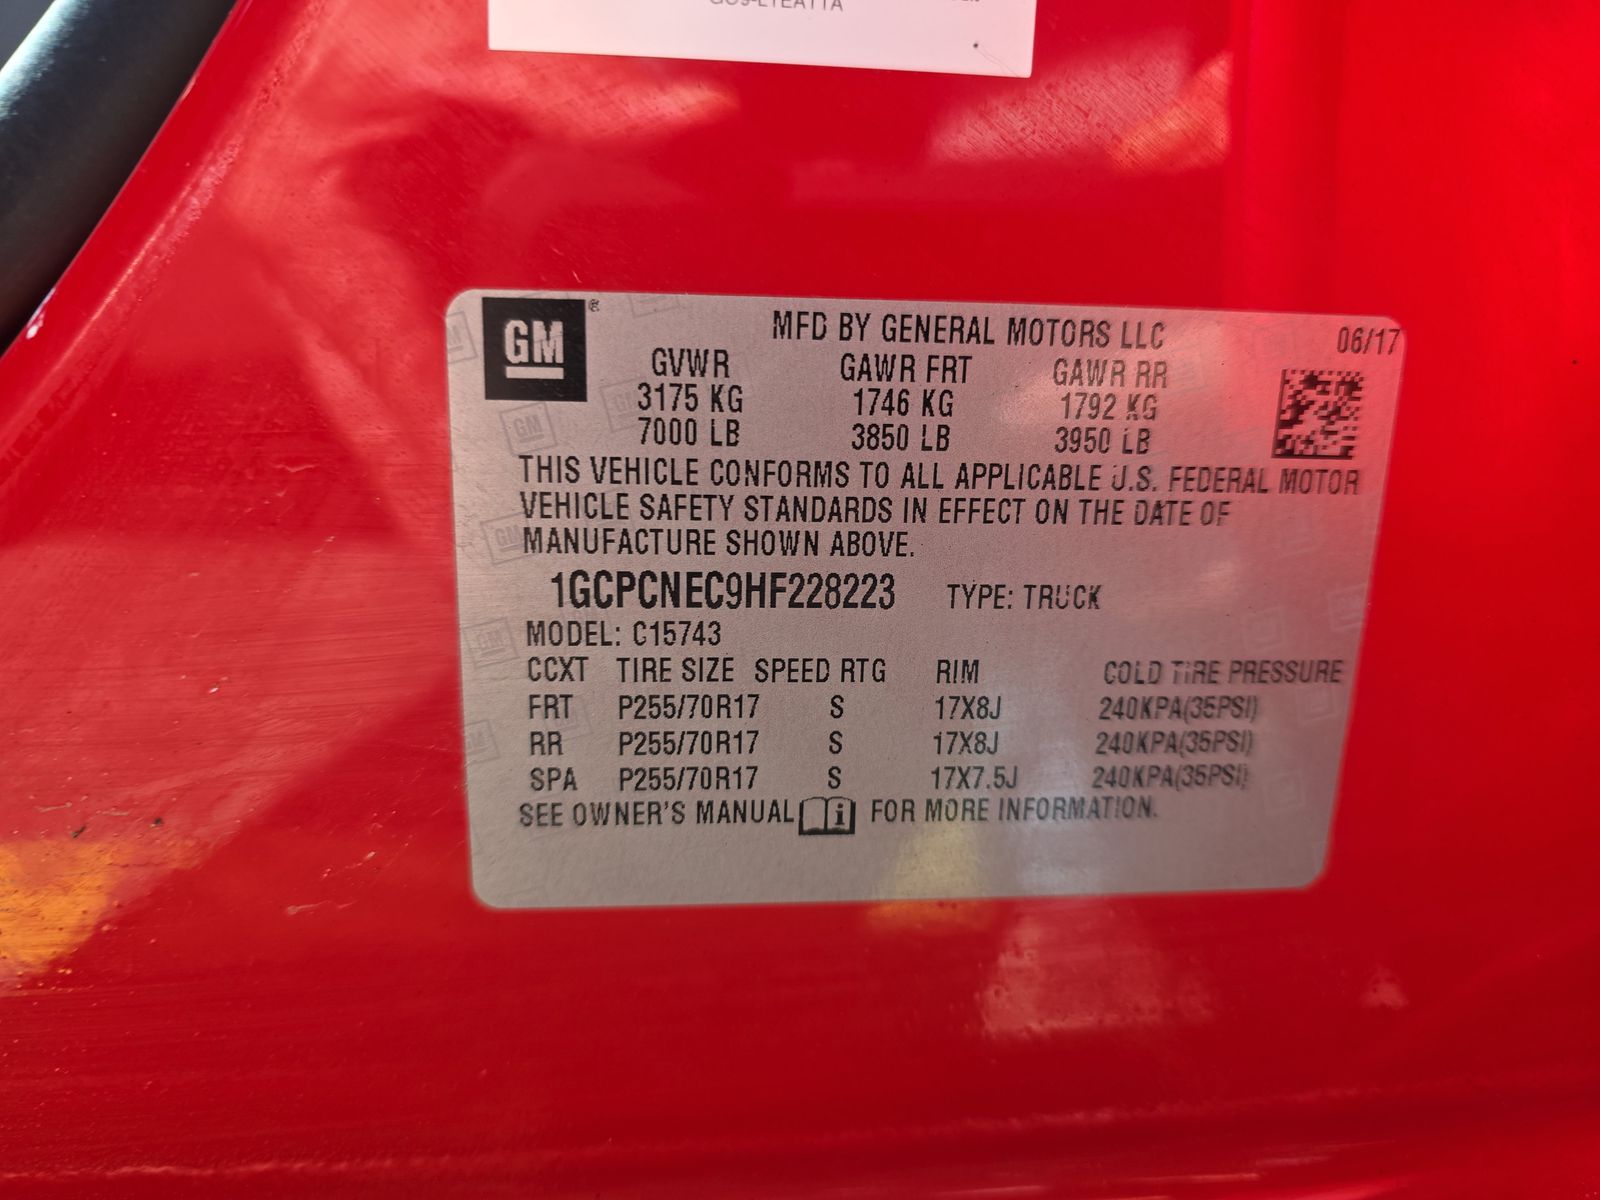 GM®
MFD BY GENERAL MOTORS LLC 06/17
GVWR GAWR FRT GAWR RR
3175 KG 1746 KG 1792 KG
7000 LB 3850 LB 3950 LB
THIS VEHICLE CONFORMS TO ALL APPLICABLE U.S. FEDERAL MOTOR
VEHICLE SAFETY STANDARDS IN EFFECT ON THE DATE OF
MANUFACTURE SHOWN ABOVE.
1GCPCNEC9HF228223 TYPE: TRUCK
MODEL: C15743
CCXT TIRE SIZE SPEED RTG RIM COLD TIRE PRESSURE
FRT P255/70R17 S 17X8J 240KPA(35PSI)
RR P255/70R17 S 17X8J 240KPA(35PSI)
SPA P255/70R17 S 17X7.5J 240KPA(35PSI)
SEE OWNER'S MANUAL i FOR MORE INFORMATION.